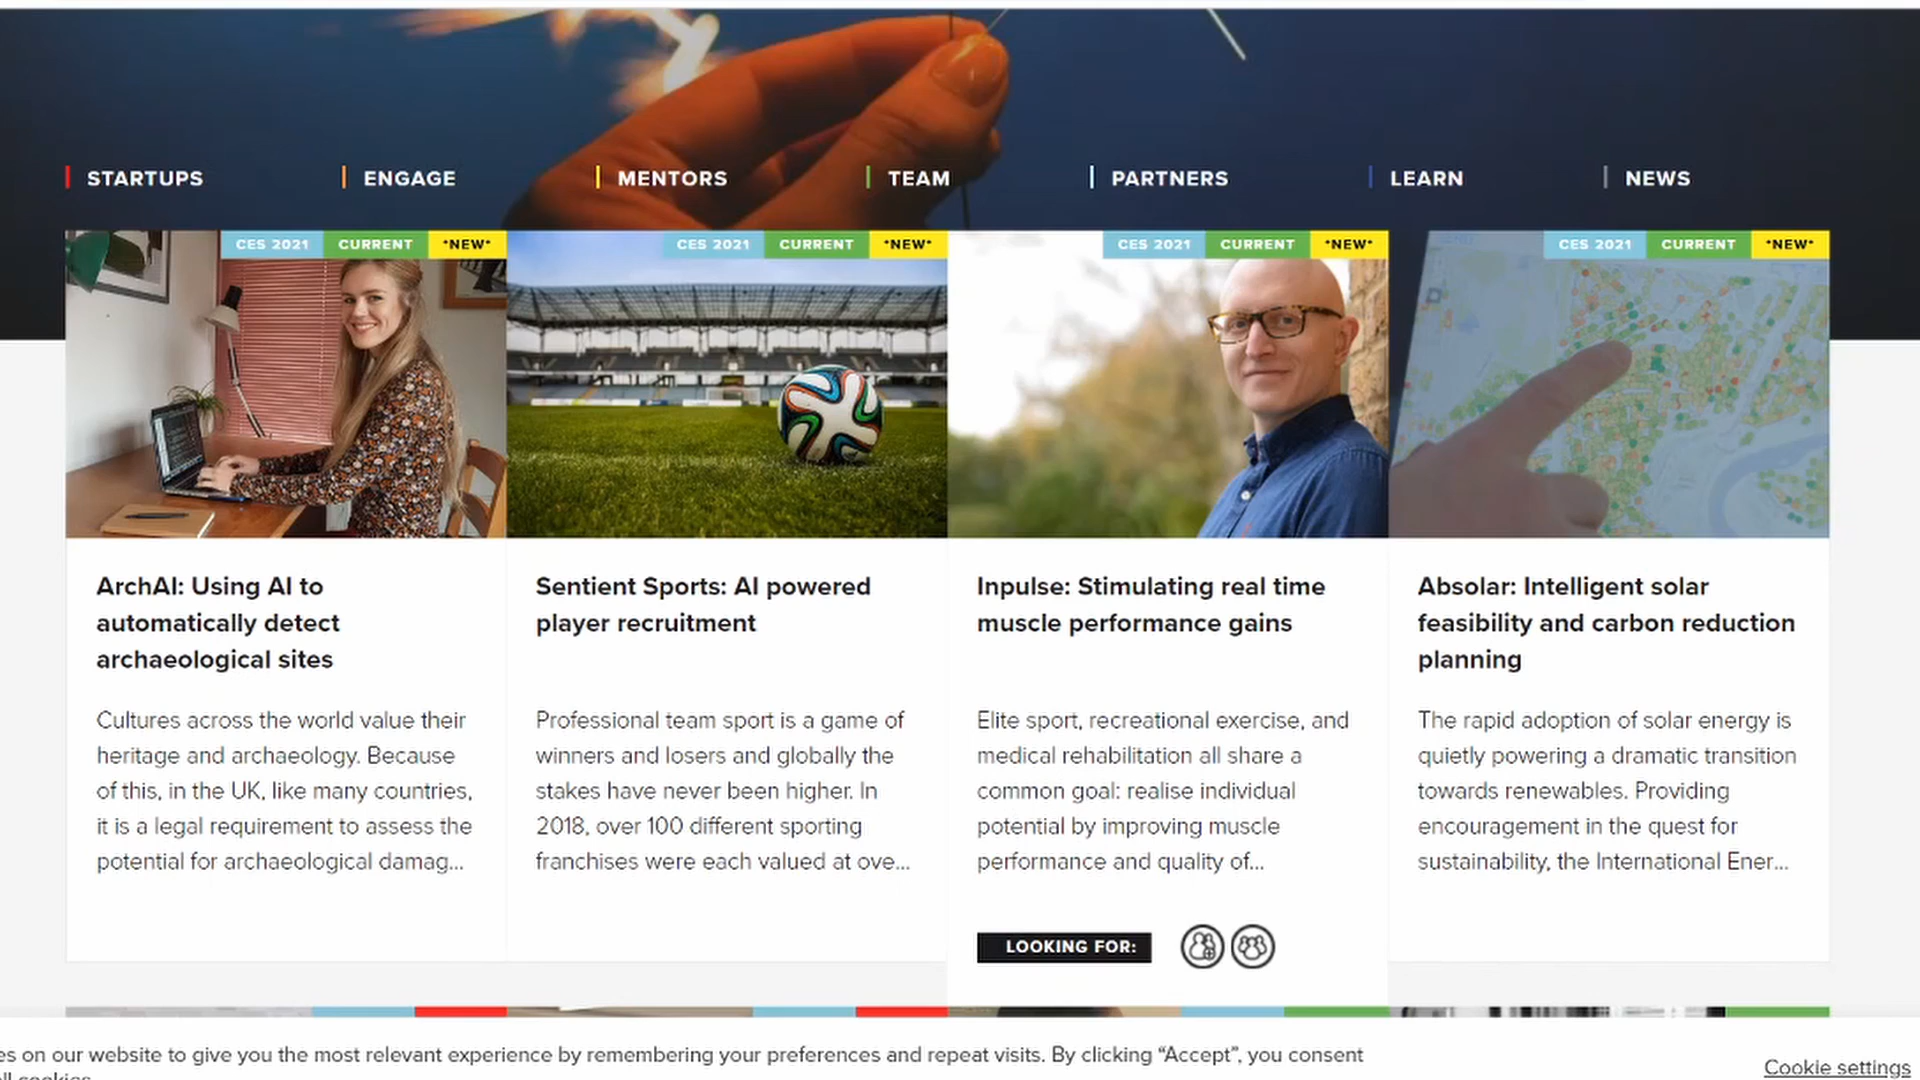 STARTUPS
ENGAGE
MENTORS
TEAM
PARTNERS
LEARN
NEWS
CES 2021 CURRENT *NEW*
CES 2021 CURRENT *NEW*
CES 2021 CURRENT *NEW*
CES 2021 CURRENT *NEW*
ArchAI: Using AI to
automatically detect
archaeological sites
Cultures across the world value their
heritage and archaeology. Because
of this, in the UK, like many countries,
it is a legal requirement to assess the
potential for archaeological damag...
Sentient Sports: AI powered
player recruitment
Professional team sport is a game of
winners and losers and globally the
stakes have never been higher. In
2018, over 100 different sporting
franchises were each valued at ove...
Inpulse: Stimulating real time
muscle performance gains
Elite sport, recreational exercise, and
medical rehabilitation all share a
common goal: realise individual
potential by improving muscle
performance and quality of...
LOOKING FOR:
Absolar: Intelligent solar
feasibility and carbon reduction
planning
The rapid adoption of solar energy is
quietly powering a dramatic transition
towards renewables. Providing
encouragement in the quest for
sustainability, the International Ener...
es on our website to give you the most relevant experience by remembering your preferences and repeat visits. By clicking “Accept”, you consent
Cookie settings